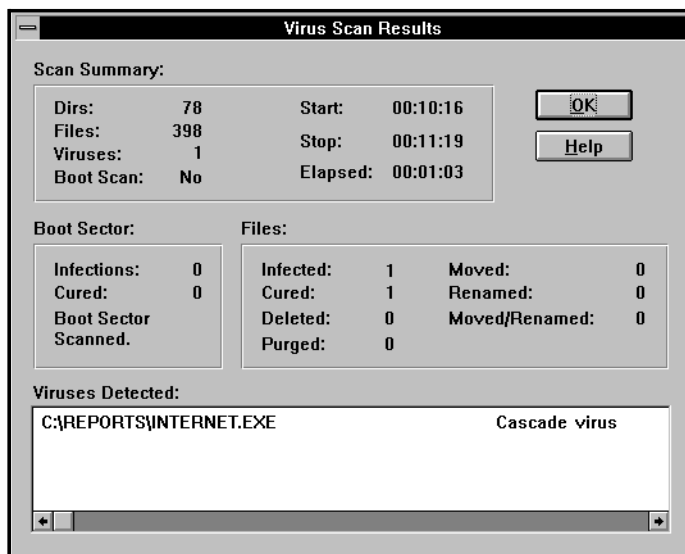 Virus Scan Results
Scan Summary:
Dirs: 78
Files: 398
Viruses: 1
Boot Scan: No
Start: 00:10:16
Stop: 00:11:19
Elapsed: 00:01:03
OK
Help
Boot Sector:
Infections: 0
Cured: 0
Boot Sector
Scanned.
Files:
Infected: 1
Cured: 1
Deleted: 0
Purged: 0
Moved: 0
Renamed: 0
Moved/Renamed: 0
Viruses Detected:
C:\REPORTS\INTERNET.EXE Cascade virus